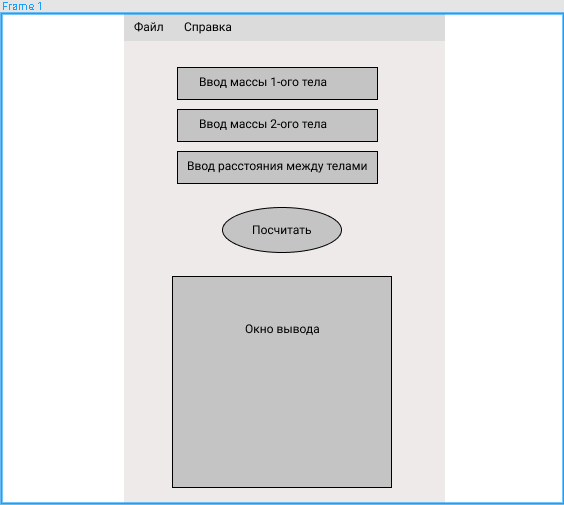 Frame 1
Файл Справка
Ввод массы 1-ого тела
Ввод массы 2-ого тела
Ввод расстояния между телами
Посчитать
Окно вывода